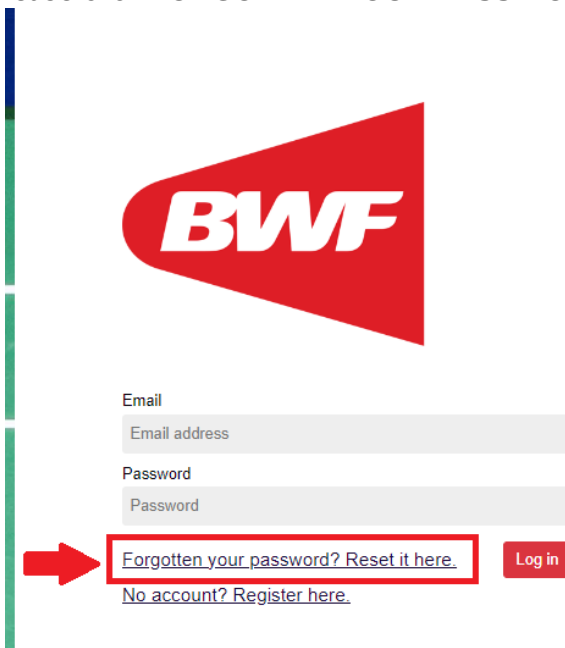 BWF
Email
Email address
Password
Password
Forgotten your password? Reset it here.
Log in
No account? Register here.